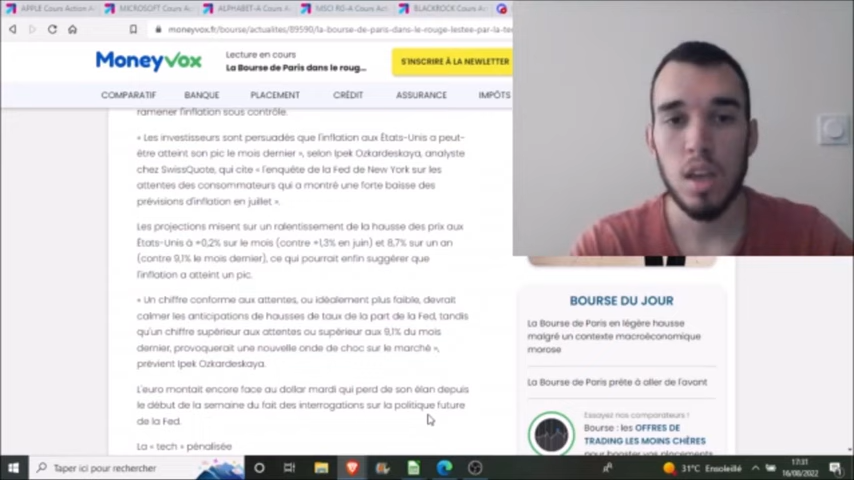 APPLE Cours Action A
MICROSOFT Cours Ac
ALPHABET-A Cours A
MSCI RG-A Cours Act
BLACKROCK Cours Ac
moneyvox.fr/bourse/actualites/89590/la-bourse-de-paris-dans-le-rouge-lestee-par-la-te
Moneyvox
Lecture en cours
La Bourse de Paris dans le roug...
S'INSCRIRE À LA NEWLETTER
COMPARATIF BANQUE PLACEMENT CRÉDIT ASSURANCE IMPÔTS
ramener l'inflation sous contrôle.
« Les investisseurs sont persuadés que l'inflation aux États-Unis a peut-
être atteint son pic le mois dernier », selon Ipek Ozkardeskaya, analyste
chez SwissQuote, qui cite « l'enquête de la Fed de New York sur les
attentes des consommateurs qui a montré une forte baisse des
prévisions d'inflation en juillet ».
Les projections misent sur un ralentissement de la hausse des prix aux
États-Unis à +0,2% sur le mois (contre +1,3% en juin) et 8,7% sur un an
(contre 9,1% le mois dernier), ce qui pourrait enfin suggérer que
l'inflation a atteint un pic.
« Un chiffre conforme aux attentes, ou idéalement plus faible, devrait
calmer les anticipations de hausses de taux de la part de la Fed, tandis
qu'un chiffre supérieur aux attentes ou supérieur aux 9,1% du mois
dernier, provoquerait une nouvelle onde de choc sur le marché »,
prévient Ipek Ozkardeskaya.
L'euro montait encore face au dollar mardi qui perd de son élan depuis
le début de la semaine du fait des interrogations sur la politique future
de la Fed.
La « tech » pénalisée
BOURSE DU JOUR
La Bourse de Paris en légère hausse
malgré un contexte macroéconomique
morose
La Bourse de Paris prête à aller de l'avant
Essayez nos comparateurs !
Bourse : les OFFRES DE
TRADING LES MOINS CHÈRES
pour booster vos placements
Taper ici pour rechercher
31°C Ensoleillé
17:31
16/08/2022